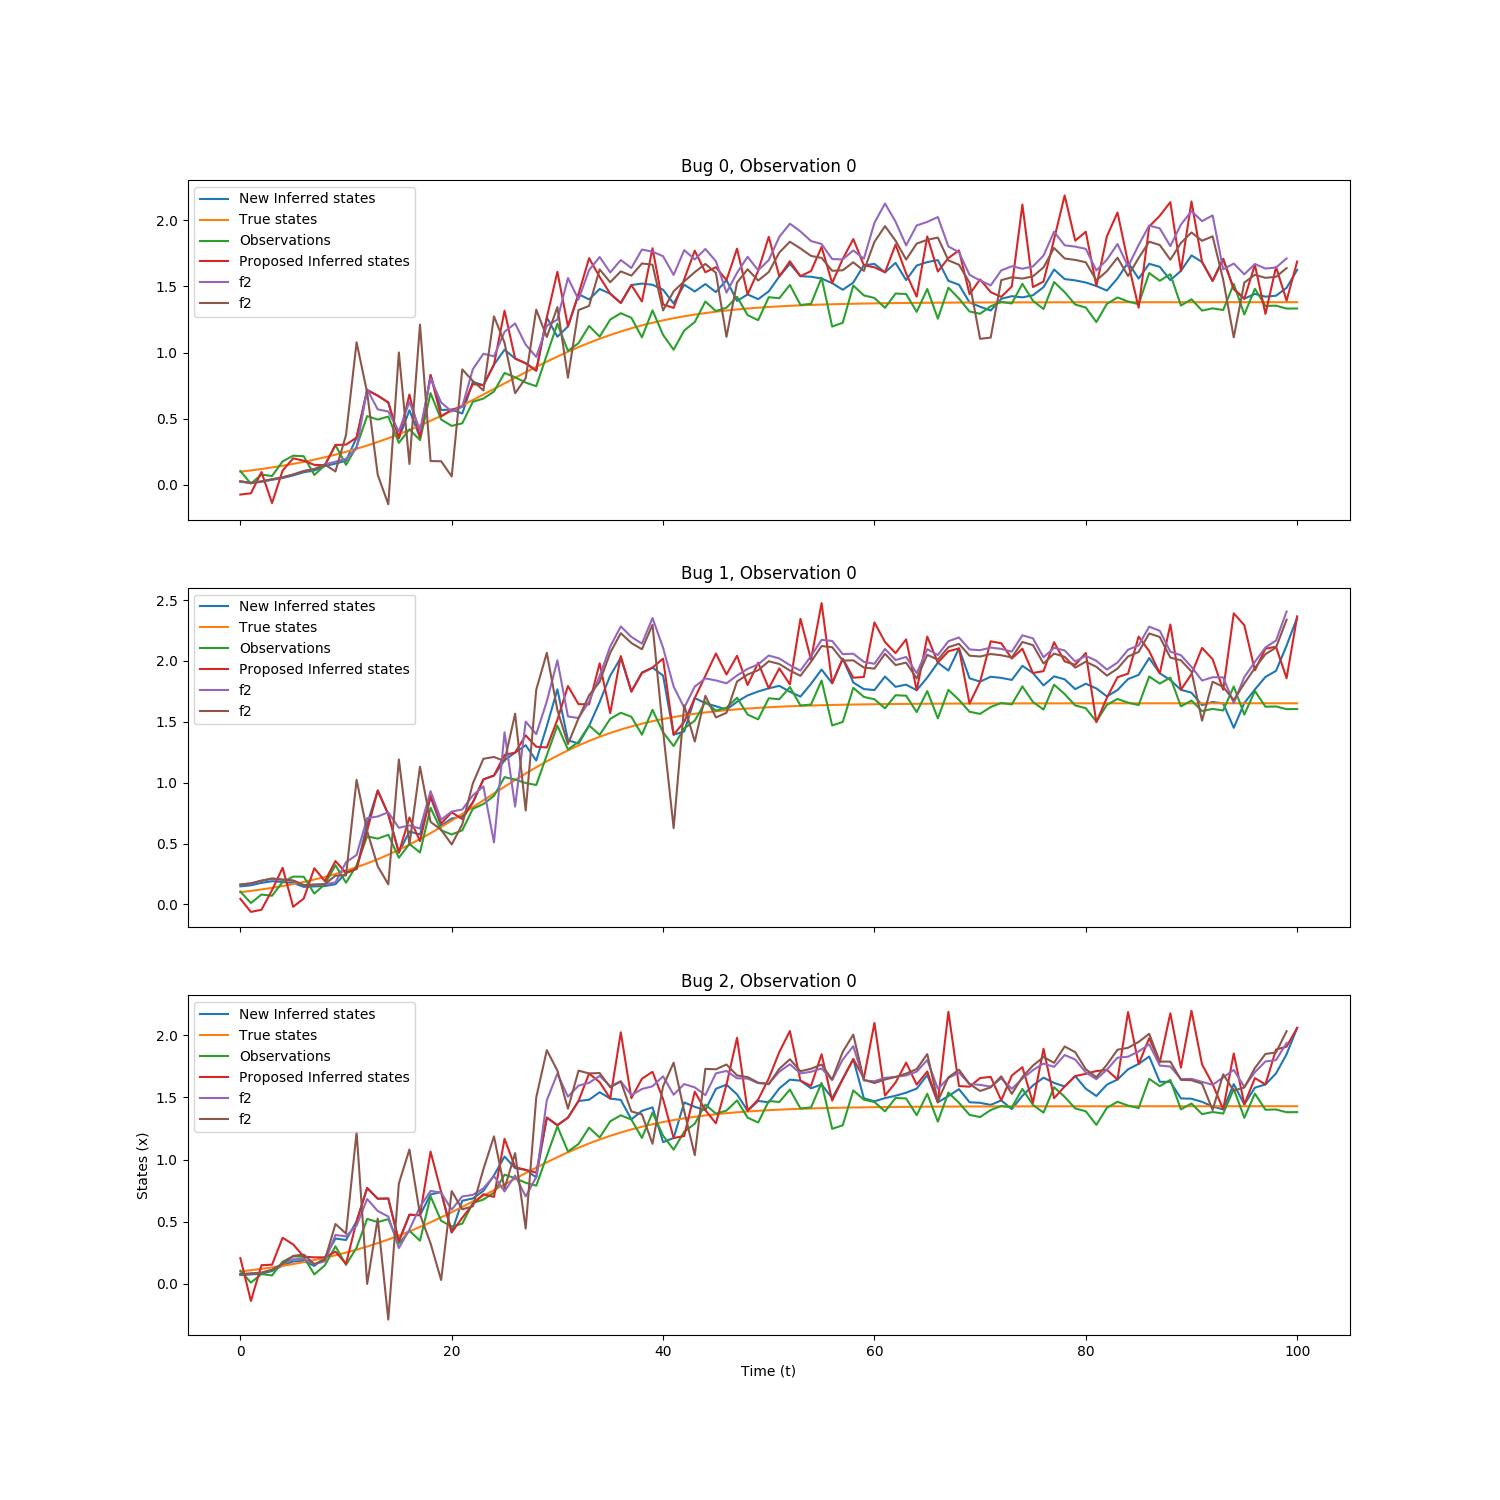 Bug 0, Observation 0
New Inferred states
True states
Observations
Proposed Inferred states
f2
f2
2.0
1.5
1.0
0.5
0.0
Bug 1, Observation 0
New Inferred states
True states
Observations
Proposed Inferred states
f2
f2
2.5
2.0
1.5
1.0
0.5
0.0
Bug 2, Observation 0
New Inferred states
True states
Observations
Proposed Inferred states
f2
f2
2.0
1.5
1.0
0.5
0.0
States (x)
0 20 40 60 80 100
Time (t)